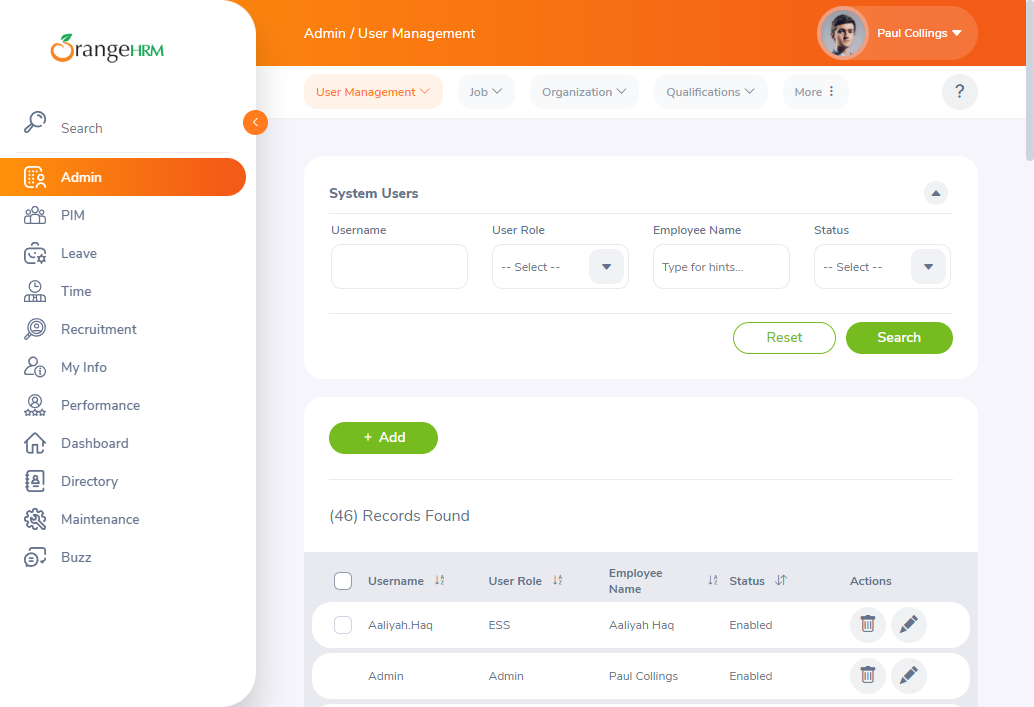 OrangeHRM
Search
Admin
PIM
Leave
Time
Recruitment
My Info
Performance
Dashboard
Directory
Maintenance
Buzz
Admin / User Management
Paul Collings
User Management
Job
Organization
Qualifications
More
?
System Users
Username User Role Employee Name Status
-- Select -- Type for hints... -- Select --
Reset Search
+ Add
(46) Records Found
Username User Role Employee Name Status Actions
Aaliyah.Haq ESS Aaliyah Haq Enabled
Admin Admin Paul Collings Enabled